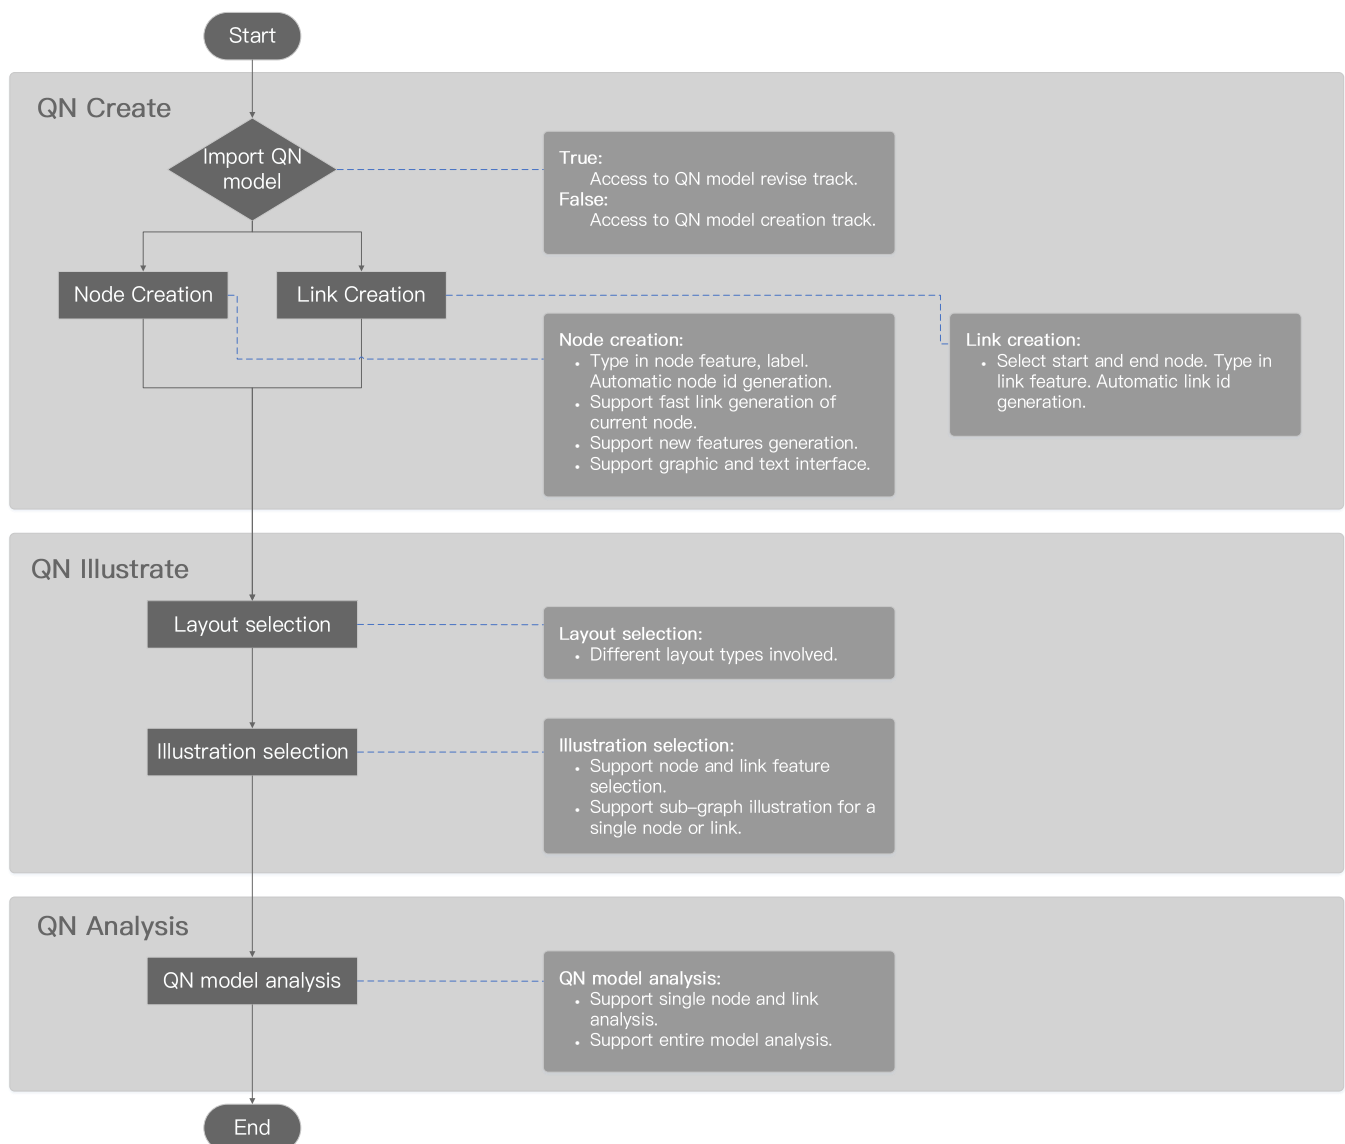 Start
QN Create
Import QN
model
True:
Access to QN model revise track.
False:
Access to QN model creation track.
Node Creation
Link Creation
Node creation:
• Type in node feature, label.
Automatic node id generation.
• Support fast link generation of
current node.
• Support new features generation.
• Support graphic and text interface.
Link creation:
• Select start and end node. Type in
link feature. Automatic link id
generation.
QN Illustrate
Layout selection
Layout selection:
• Different layout types involved.
Illustration selection
Illustration selection:
• Support node and link feature
selection.
• Support sub-graph illustration for a
single node or link.
QN Analysis
QN model analysis
QN model analysis:
• Support single node and link
analysis.
• Support entire model analysis.
End